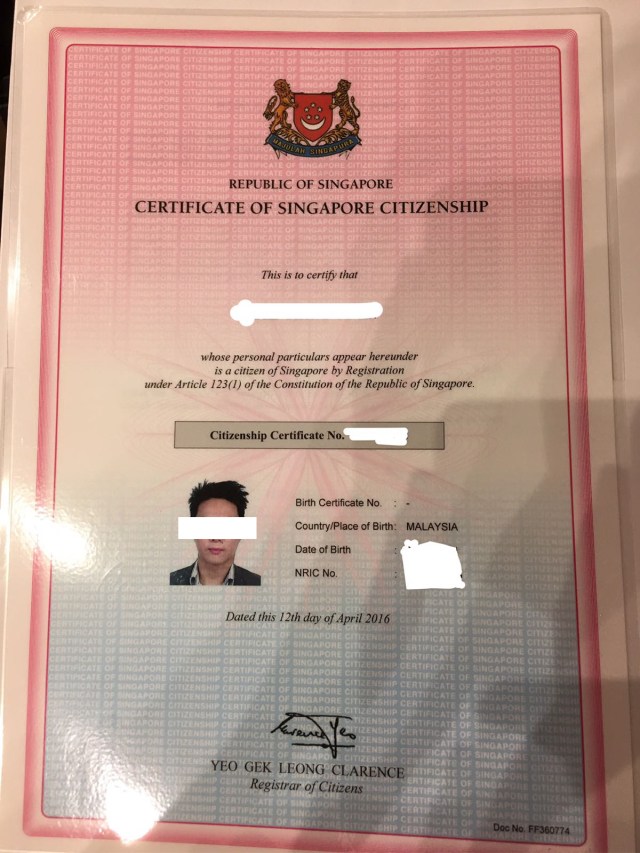 MAJULAH SINGAPURA
REPUBLIC OF SINGAPORE
CERTIFICATE OF SINGAPORE CITIZENSHIP
This is to certify that
whose personal particulars appear hereunder
is a citizen of Singapore by Registration
under Article 123(1) of the Constitution of the Republic of Singapore.
Citizenship Certificate No.
Birth Certificate No. : -
Country/Place of Birth: MALAYSIA
Date of Birth
NRIC No. :
Dated this 12th day of April 2016
Clarence Yeo
YEO GEK LEONG CLARENCE
Registrar of Citizens
Doc No. FF360774